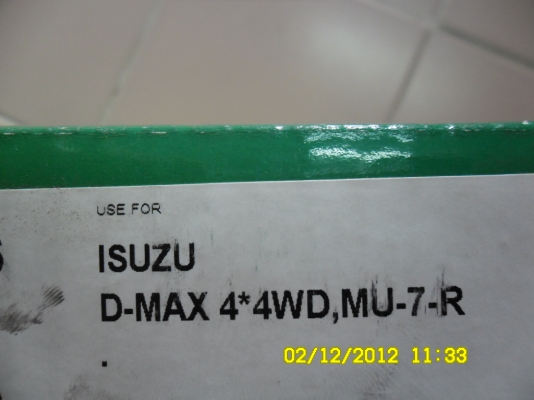 USE FOR
ISUZU
D-MAX 4*4WD,MU-7-R
.
02/12/2012 11:33